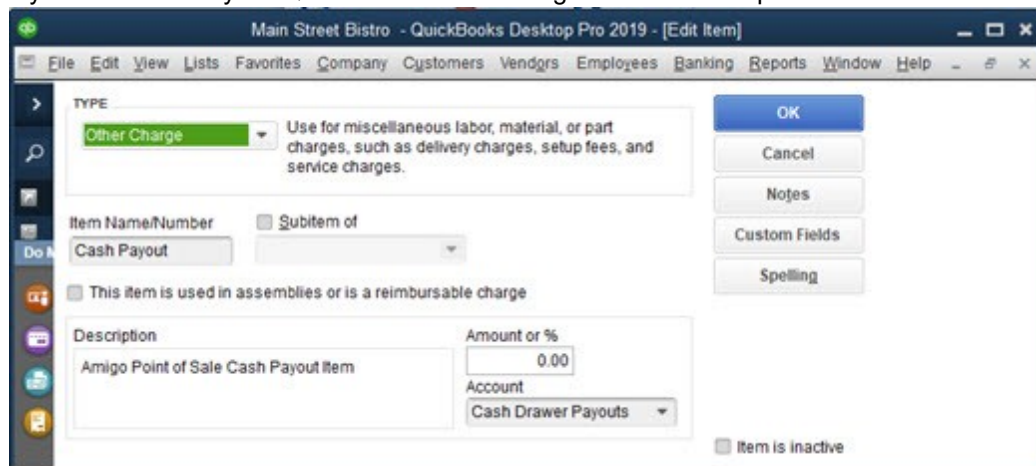 Main Street Bistro - QuickBooks Desktop Pro 2019 - [Edit Item]
File Edit View Lists Favorites Company Customers Vendors Employees Banking Reports Window Help
TYPE
Other Charge
Use for miscellaneous labor, material, or part
charges, such as delivery charges, setup fees, and
service charges.
OK
Cancel
Notes
Custom Fields
Spelling
Item Name/Number
Subitem of
Do
Cash Payout
This item is used in assemblies or is a reimbursable charge
Description
Amount or %
Amigo Point of Sale Cash Payout Item
0.00
Account
Cash Drawer Payouts
Item is inactive